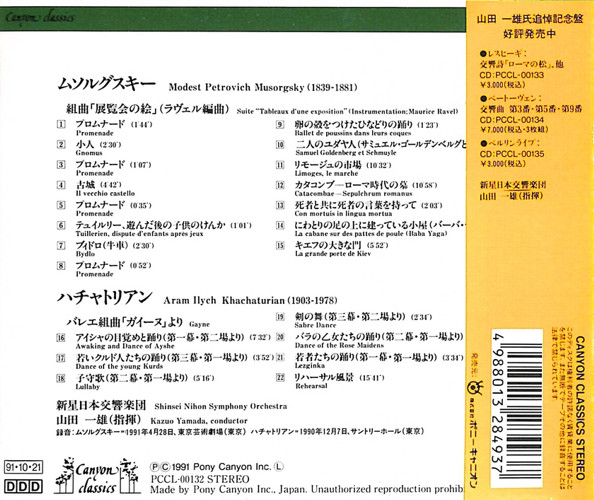 Canyon classics
ムソルグスキー Modest Petrovich Musorgsky (1839-1881)
組曲「展覧会の絵」(ラヴェル編曲) Suite "Tableaux d'une exposition" (Instrumentation; Maurice Ravel)
1 プロムナード (1'44")
Promenade
2 小人 (2'30")
Gnomus
3 プロムナード (1'07")
Promenade
4 古城 (4'42")
Il vecchio castello
5 プロムナード (0'35")
Promenade
6 テュイルリー、遊んだ後の子供のけんか (1'01")
Tuillerien, dispute d'enfants apres jeux
7 ブイドロ(牛車) (2'30")
Bydlo
8 プロムナード (0'52")
Promenade
9 卵の殻をつけたひなどりの踊り (1'23")
Ballet de poussins dans leurs coques
10 二人のユダヤ人(サミュエル・ゴールデンベルグと
Samuel Goldenberg et Schmuyle
11 リモージュの市場 (10'32")
Limoges, le marche
12 カタコンブーローマ時代の墓 (10'58")
Catacombae—Sepulchrum romanus
13 死者と共に死者の言葉を持って (2'03")
Con mortuis in lingua mortua
14 にわとりの足の上に建っている小屋(バーバ・
La cabane sur des pattes de poule (Baba Yaga)
15 キエフの大きな門 (5'52")
La grande porte de Kiev
ハチャトリアン Aram Ilych Khachaturian (1903-1978)
バレエ組曲「ガイーヌ」より Gayne
16 アイシャの目覚めと踊り(第一幕・第二場より) (7'32")
Awaking and Dance of Ayshe
17 若いクルド人たちの踊り(第三幕・第一場より) (3'52")
Dance of the young Kurds
18 子守歌(第二幕・第一場より) (5'16")
Lullaby
19 剣の舞(第三幕・第二場より) (2'34")
Sabre Dance
20 バラの乙女たちの踊り(第二幕・第一場より)
Dance of the Rose Maidens
21 若者たちの踊り(第一幕・第一場より) (3'34")
Lezginka
22 リハーサル風景 (15'41")
Rehearsal
新星日本交響楽団 Shinsei Nihon Symphony Orchestra
山田 一雄(指揮) Kazuo Yamada, conductor
録音:ムソルグスキー=1991年4月28日、東京芸術劇場(東京) ハチャトリアン=1990年12月7日、サントリーホール(東京)
91・10・21
DDD
Canyon classics
Ⓟ Ⓒ 1991 Pony Canyon Inc. Ⓛ
PCCL-00132 STEREO
Made by Pony Canyon Inc., Japan. Unauthorized reproduction prohib
山田 一雄氏追悼記念盤
好評発売中
●レスピーギ:
交響詩「ローマの松」、他
CD:PCCL-00133
¥3,000(税込)
●ベートーヴェン:
交響曲 第3番・第5番・第9番
CD:PCCL-00134
¥7,000(税込・3枚組)
●ベルリンライブ:
CD:PCCL-00135
¥3,000(税込)
新星日本交響楽団
山田 一雄(指揮)
発売元:
株式会社 ポニーキャニオン
4988013284937
CANYON CLASSICS STEREO